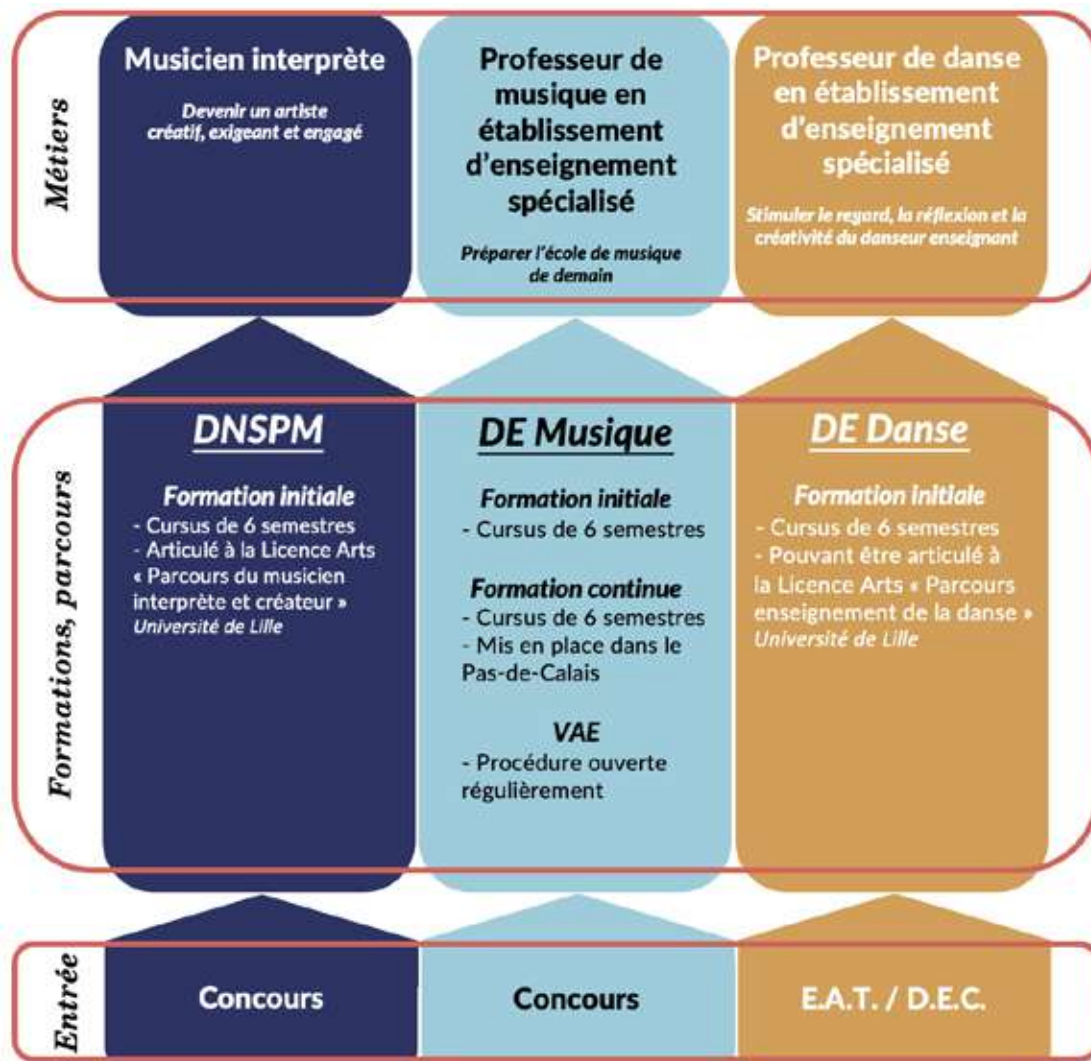 Métiers
Musicien interprète
Devenir un artiste
créatif, exigeant et engagé
Professeur de
musique en
établissement
d'enseignement
spécialisé
Préparer l'école de musique
de demain
Professeur de danse
en établissement
d'enseignement
spécialisé
Stimuler le regard, la réflexion et la
créativité du danseur enseignant
Formations, parcours
DNSPM
Formation initiale
- Cursus de 6 semestres
- Articulé à la Licence Arts
« Parcours du musicien
interprète et créateur »
Université de Lille
DE Musique
Formation initiale
- Cursus de 6 semestres
Formation continue
- Cursus de 6 semestres
- Mis en place dans le
Pas-de-Calais
VAE
- Procédure ouverte
régulièrement
DE Danse
Formation initiale
- Cursus de 6 semestres
- Pouvant être articulé à
la Licence Arts « Parcours
enseignement de la danse »
Université de Lille
Entrée
Concours
Concours
E.A.T. / D.E.C.